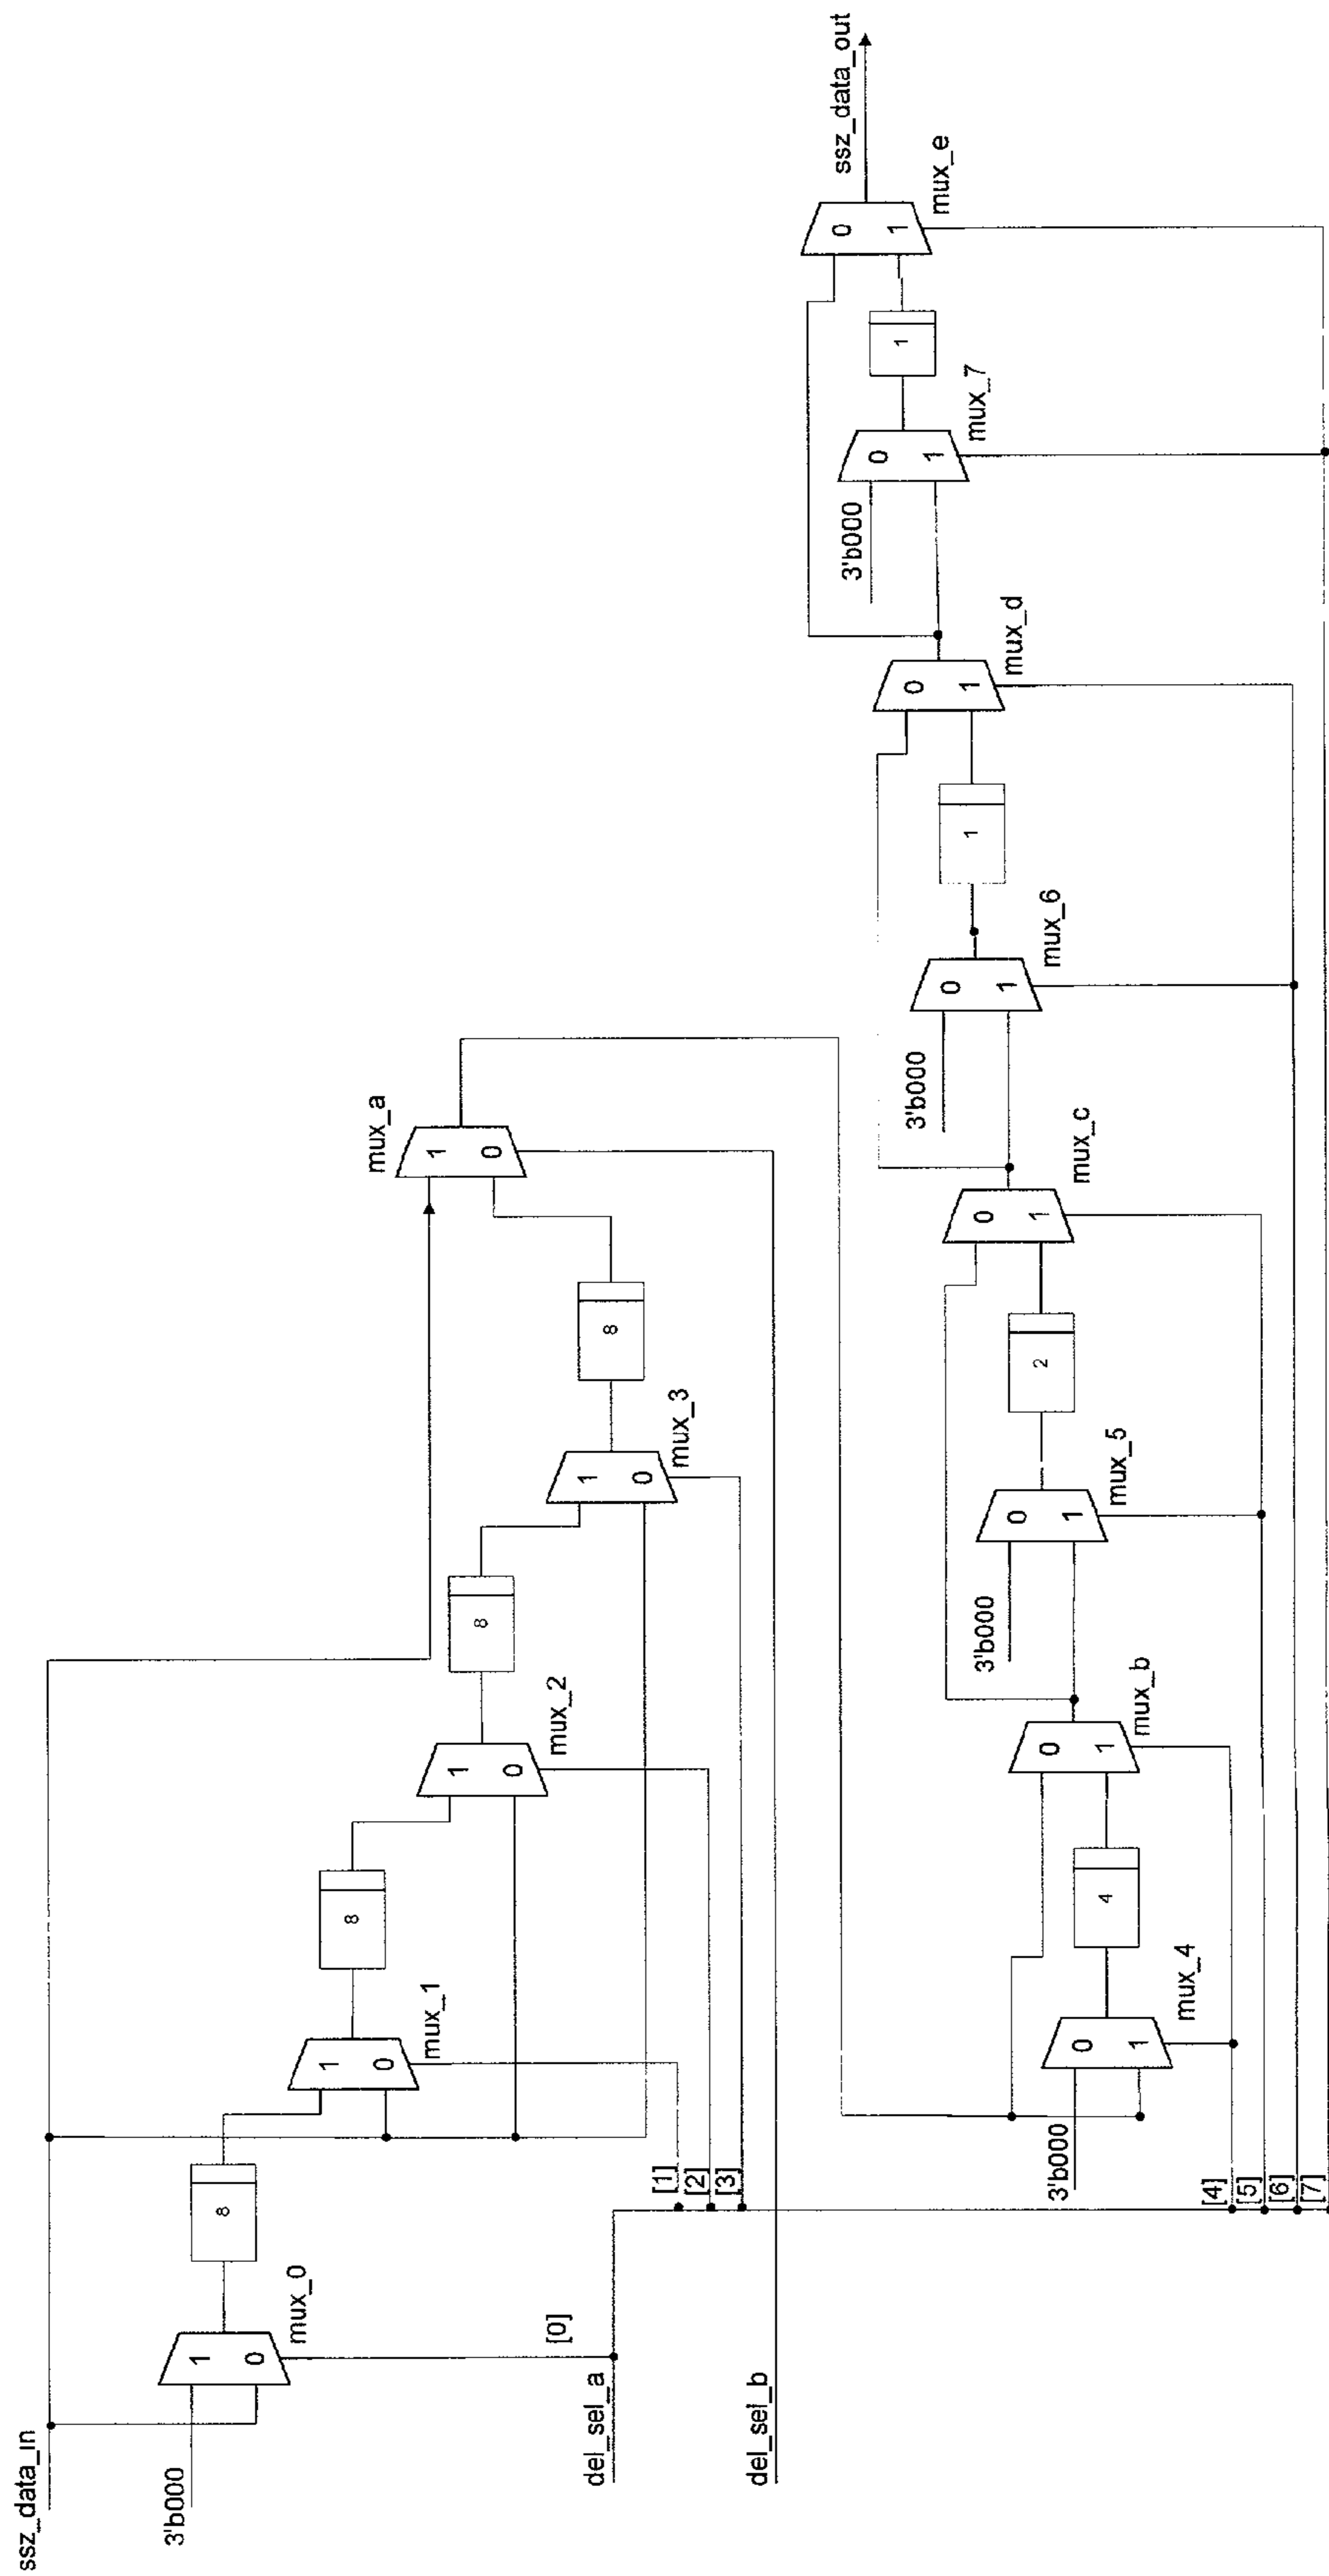 ssz_data_in
3'b000
1
0
mux_0
8
[0]
del_sel_a
del_sel_b
1
0
mux_1
8
[1]
[2]
[3]
1
0
mux_2
8
1
0
mux_3
8
1
0
mux_a
3'b000
0
1
mux_4
4
[4]
[5]
[6]
[7]
0
1
mux_b
3'b000
0
1
mux_5
2
0
1
mux_c
3'b000
0
1
mux_6
1
0
1
mux_d
3'b000
0
1
mux_7
1
0
1
mux_e
ssz_data_out